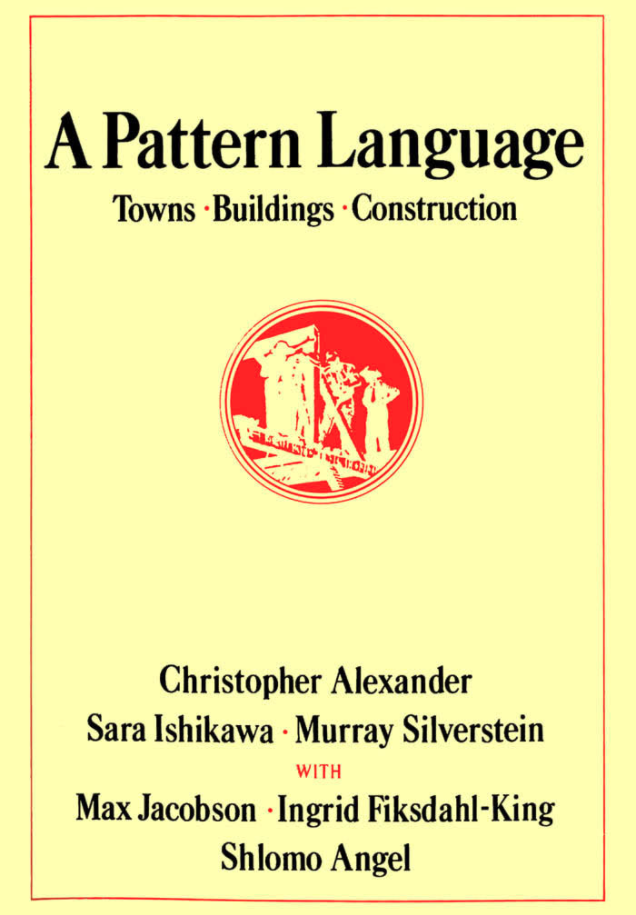 A Pattern Language
Towns · Buildings · Construction
Christopher Alexander
Sara Ishikawa · Murray Silverstein
WITH
Max Jacobson · Ingrid Fiksdahl-King
Shlomo Angel